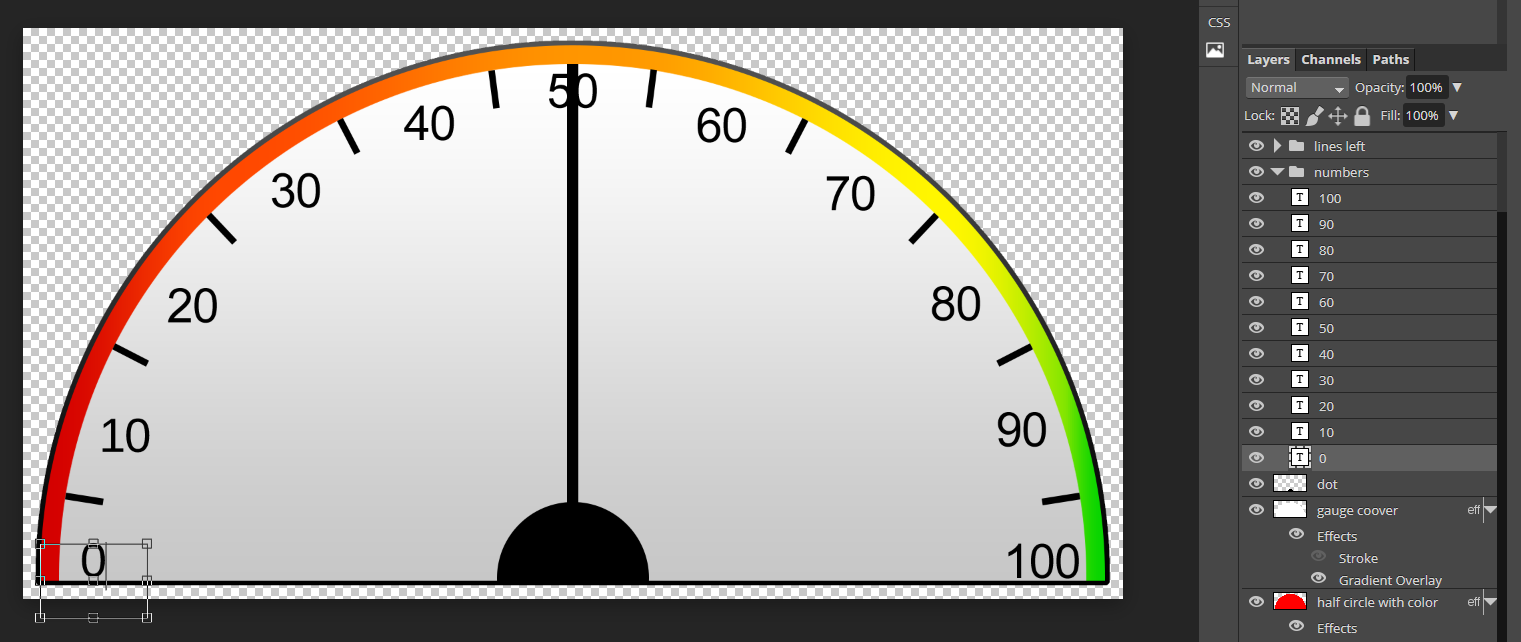 CSS
Layers Channels Paths
Normal Opacity: 100%
Lock: Fill: 100%
lines left
numbers
T 100
T 90
T 80
T 70
T 60
T 50
T 40
T 30
T 20
T 10
T 0
dot
gauge coover eff
Effects
Stroke
Gradient Overlay
half circle with color eff
Effects
0
10
20
30
40
50
60
70
80
90
100